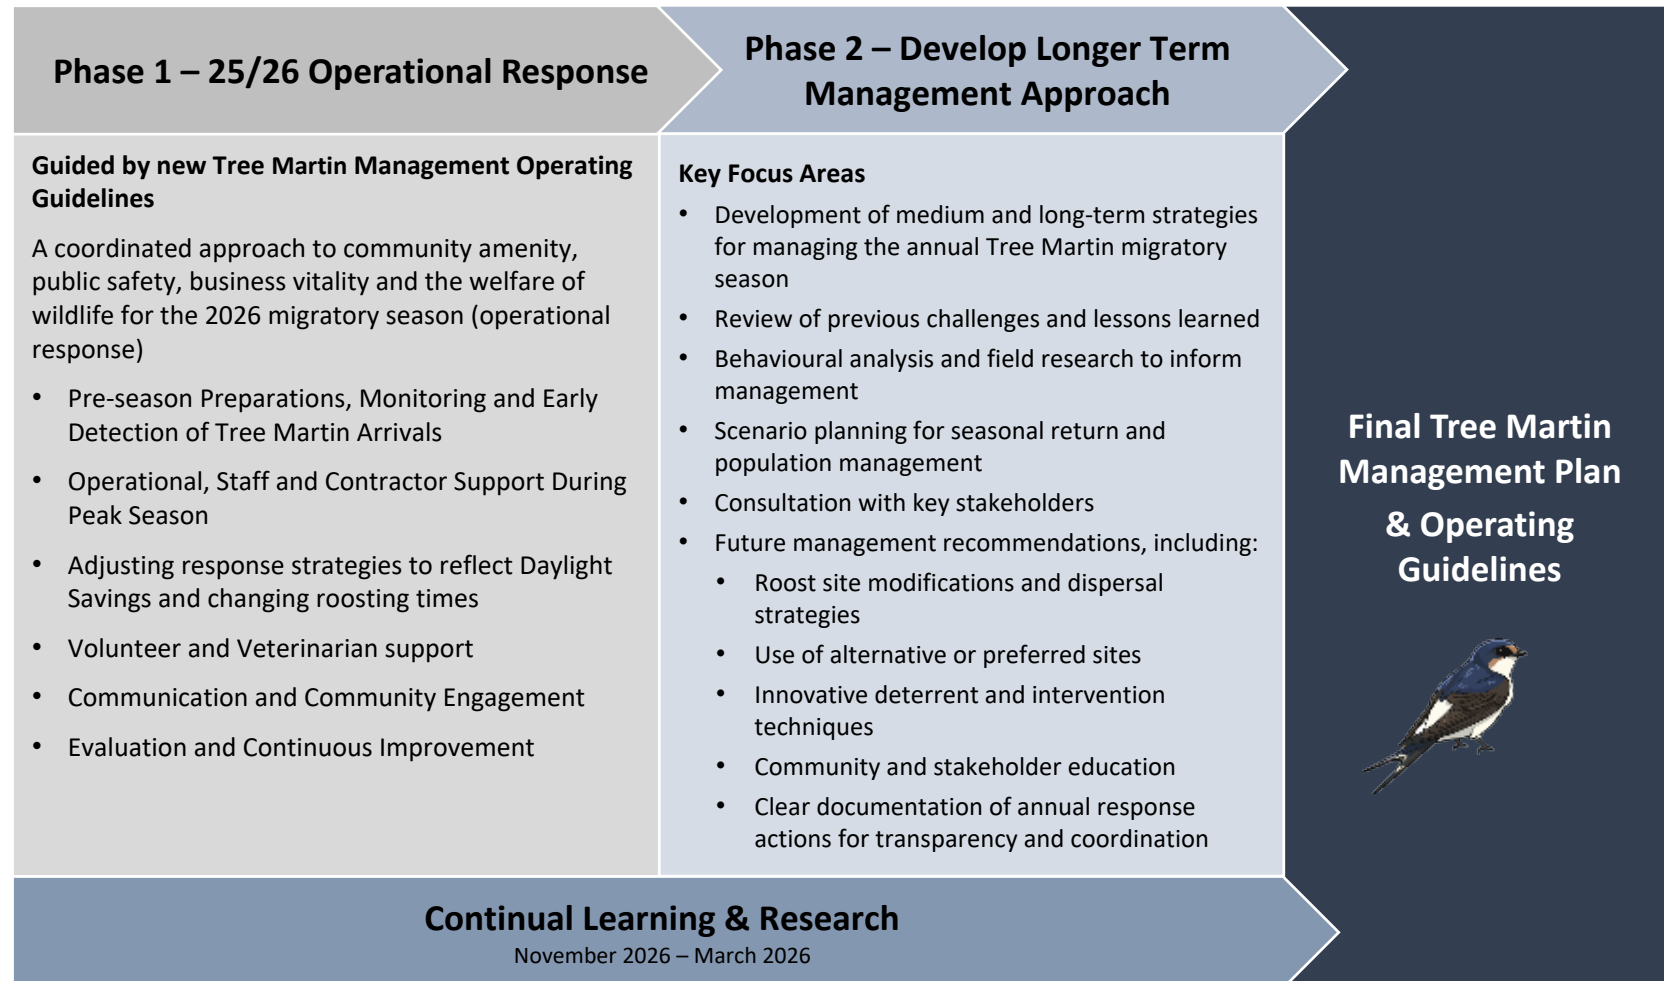 Phase 1 – 25/26 Operational Response
Guided by new Tree Martin Management Operating
Guidelines
A coordinated approach to community amenity,
public safety, business vitality and the welfare of
wildlife for the 2026 migratory season (operational
response)
• Pre-season Preparations, Monitoring and Early
Detection of Tree Martin Arrivals
• Operational, Staff and Contractor Support During
Peak Season
• Adjusting response strategies to reflect Daylight
Savings and changing roosting times
• Volunteer and Veterinarian support
• Communication and Community Engagement
• Evaluation and Continuous Improvement
Phase 2 – Develop Longer Term
Management Approach
Key Focus Areas
• Development of medium and long-term strategies
for managing the annual Tree Martin migratory
season
• Review of previous challenges and lessons learned
• Behavioural analysis and field research to inform
management
• Scenario planning for seasonal return and
population management
• Consultation with key stakeholders
• Future management recommendations, including:
• Roost site modifications and dispersal
strategies
• Use of alternative or preferred sites
• Innovative deterrent and intervention
techniques
• Community and stakeholder education
• Clear documentation of annual response
actions for transparency and coordination
Final Tree Martin
Management Plan
& Operating
Guidelines
Continual Learning & Research
November 2026 – March 2026